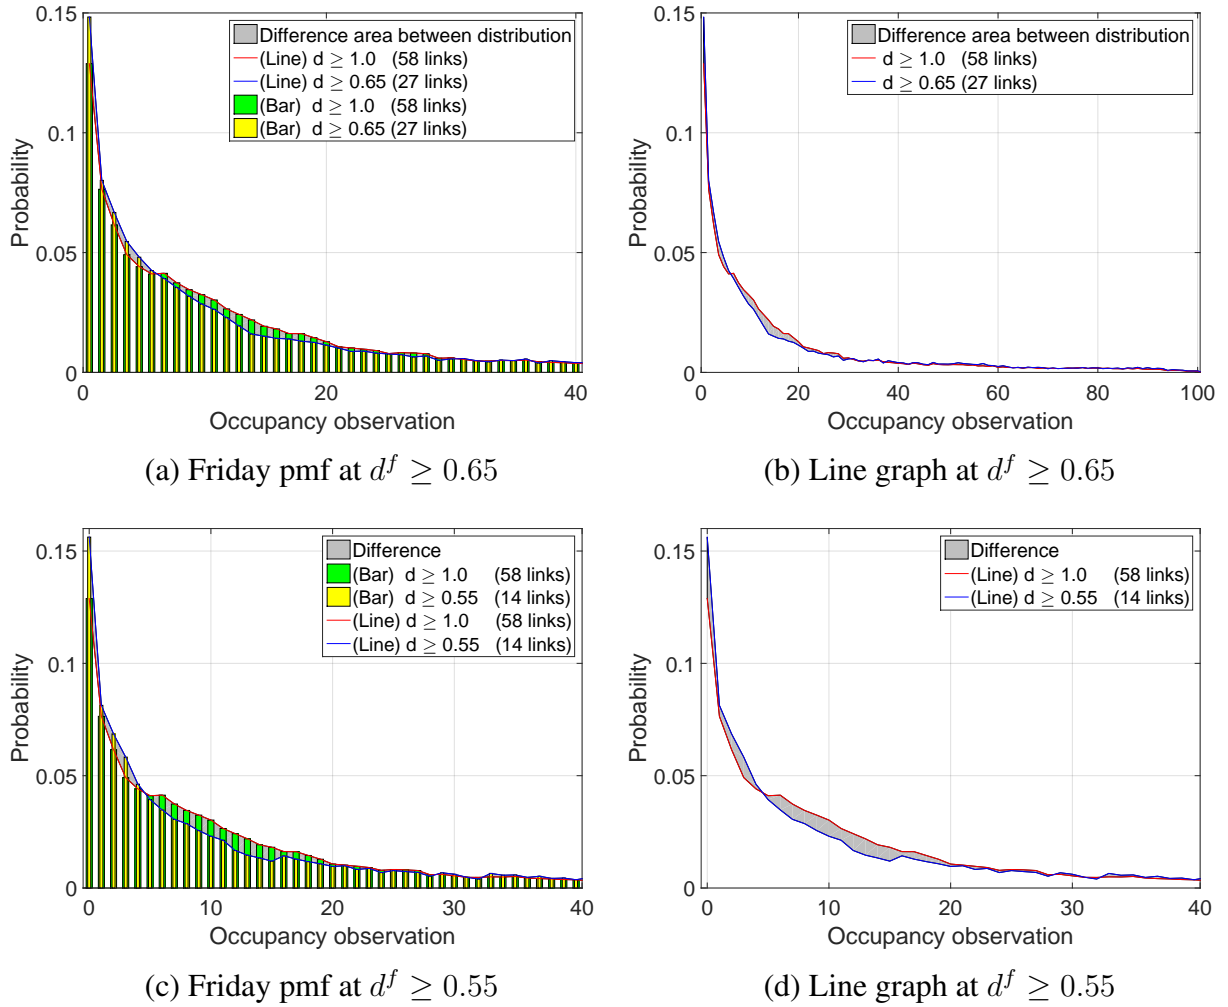 0.15
0.1
0.05
0
Probability
Difference area between distribution
(Line) d ≥ 1.0 (58 links)
(Line) d ≥ 0.65 (27 links)
(Bar) d ≥ 1.0 (58 links)
(Bar) d ≥ 0.65 (27 links)
0 20 40
Occupancy observation
(a) Friday pmf at d^f ≥ 0.65
0.15
0.1
0.05
0
Probability
Difference area between distribution
d ≥ 1.0 (58 links)
d ≥ 0.65 (27 links)
0 20 40 60 80 100
Occupancy observation
(b) Line graph at d^f ≥ 0.65
0.15
0.1
0.05
0
Probability
Difference
(Bar) d ≥ 1.0 (58 links)
(Bar) d ≥ 0.55 (14 links)
(Line) d ≥ 1.0 (58 links)
(Line) d ≥ 0.55 (14 links)
0 10 20 30 40
Occupancy observation
(c) Friday pmf at d^f ≥ 0.55
0.15
0.1
0.05
0
Probability
Difference
(Line) d ≥ 1.0 (58 links)
(Line) d ≥ 0.55 (14 links)
0 10 20 30 40
Occupancy observation
(d) Line graph at d^f ≥ 0.55